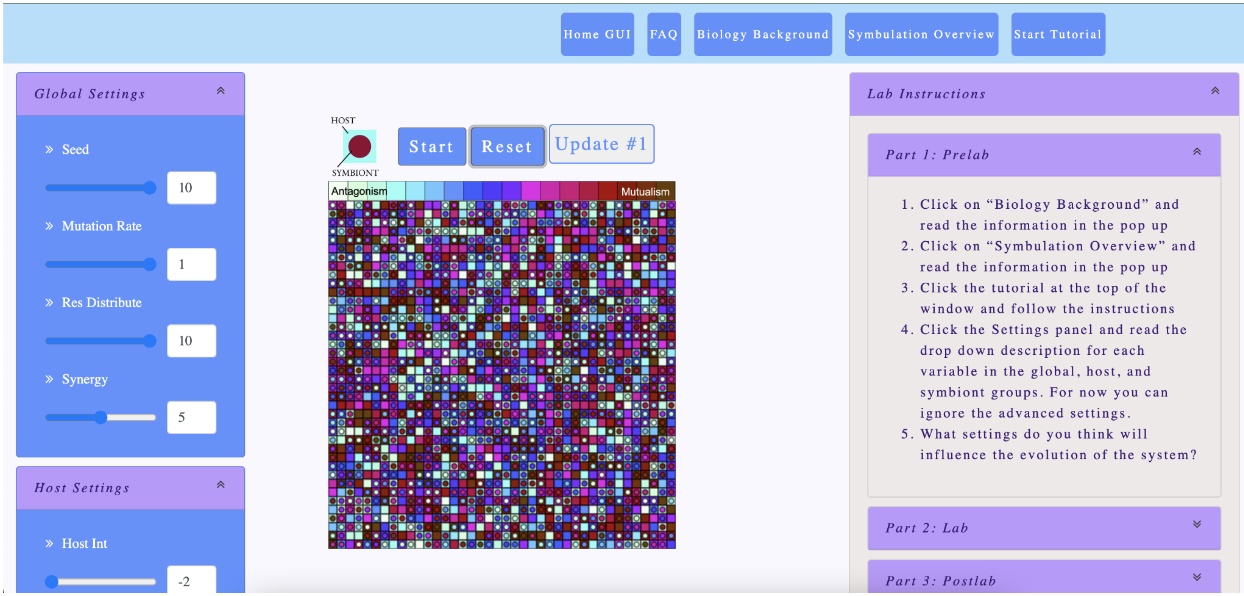 Home GUI
FAQ
Biology Background
Symbulation Overview
Start Tutorial
Global Settings
Seed
10
Mutation Rate
1
Res Distribute
10
Synergy
5
Host Settings
Host Int
-2
HOST
SYMBIONT
Start
Reset
Update #1
Antagonism
Mutualism
Lab Instructions
Part 1: Prelab
1. Click on “Biology Background” and
read the information in the pop up
2. Click on “Symbulation Overview” and
read the information in the pop up
3. Click the tutorial at the top of the
window and follow the instructions
4. Click the Settings panel and read the
drop down description for each
variable in the global, host, and
symbiont groups. For now you can
ignore the advanced settings.
5. What settings do you think will
influence the evolution of the system?
Part 2: Lab
Part 3: Postlab